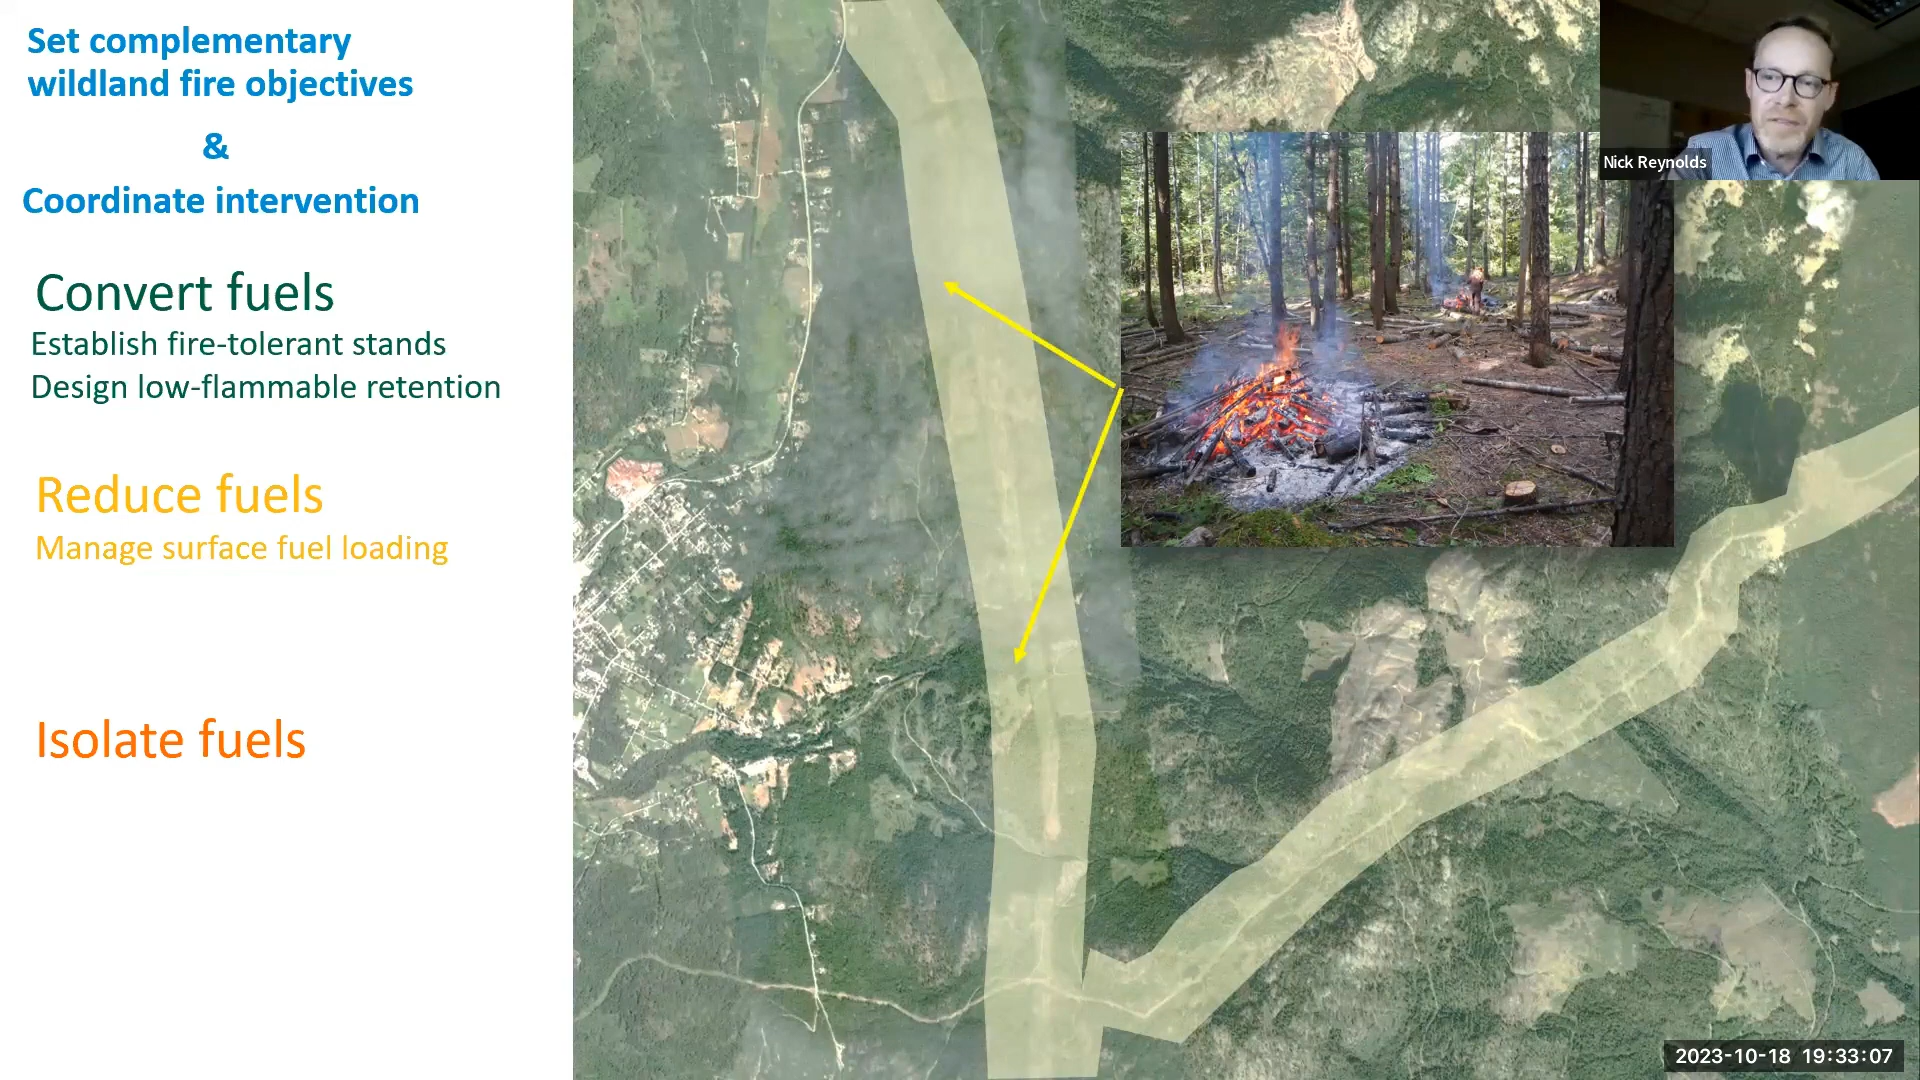 Set complementary
wildland fire objectives
&
Coordinate intervention
Convert fuels
Establish fire-tolerant stands
Design low-flammable retention
Reduce fuels
Manage surface fuel loading
Isolate fuels
Nick Reynolds
2023-10-18 19:33:07